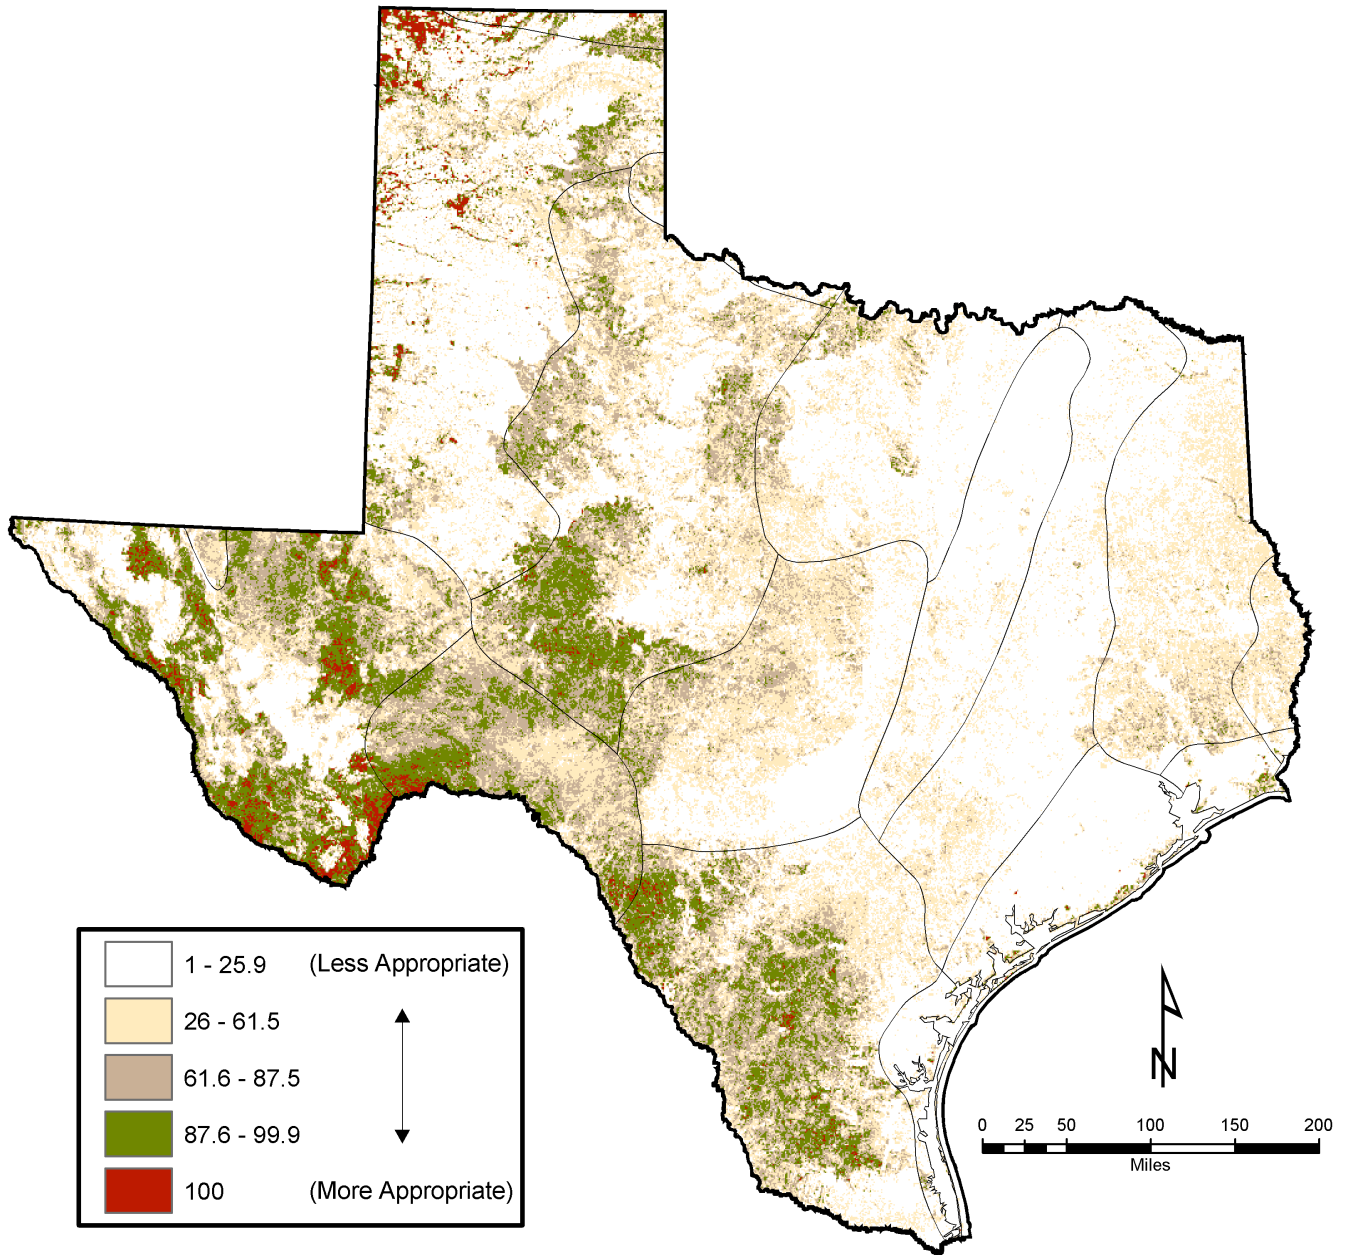 1 - 25.9 (Less Appropriate)
26 - 61.5
61.6 - 87.5
87.6 - 99.9
100 (More Appropriate)
N
0 25 50 100 150 200
Miles